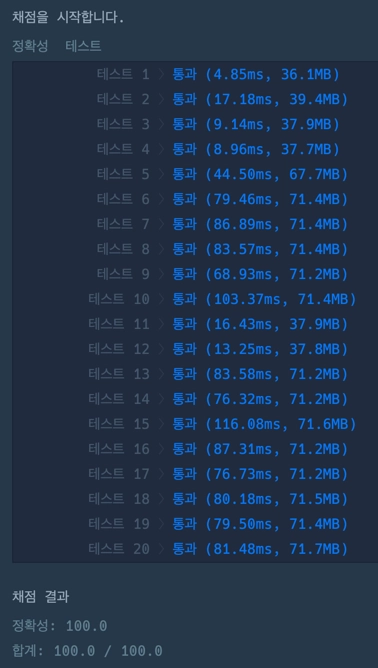 채점을 시작합니다.
정확성 테스트
테스트 1 〉 통과 (4.85ms, 36.1MB)
테스트 2 〉 통과 (17.18ms, 39.4MB)
테스트 3 〉 통과 (9.14ms, 37.9MB)
테스트 4 〉 통과 (8.96ms, 37.7MB)
테스트 5 〉 통과 (44.50ms, 67.7MB)
테스트 6 〉 통과 (79.46ms, 71.4MB)
테스트 7 〉 통과 (86.89ms, 71.4MB)
테스트 8 〉 통과 (83.57ms, 71.4MB)
테스트 9 〉 통과 (68.93ms, 71.2MB)
테스트 10 〉 통과 (103.37ms, 71.4MB)
테스트 11 〉 통과 (16.43ms, 37.9MB)
테스트 12 〉 통과 (13.25ms, 37.8MB)
테스트 13 〉 통과 (83.58ms, 71.2MB)
테스트 14 〉 통과 (76.32ms, 71.2MB)
테스트 15 〉 통과 (116.08ms, 71.6MB)
테스트 16 〉 통과 (87.31ms, 71.2MB)
테스트 17 〉 통과 (76.73ms, 71.2MB)
테스트 18 〉 통과 (80.18ms, 71.5MB)
테스트 19 〉 통과 (79.50ms, 71.4MB)
테스트 20 〉 통과 (81.48ms, 71.7MB)
채점 결과
정확성: 100.0
합계: 100.0 / 100.0